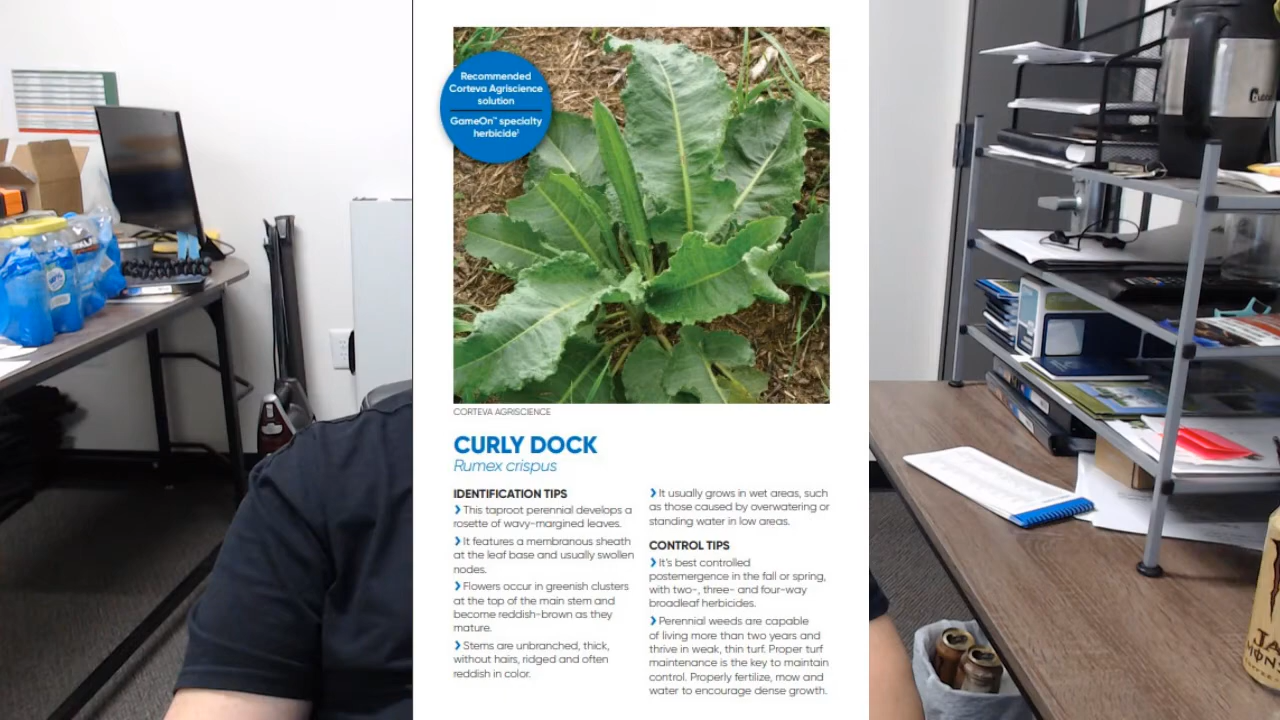 Recommended
Corteva Agriscience
solution
GameOn™ specialty
herbicide¹
CORTEVA AGRISCIENCE
CURLY DOCK
Rumex crispus
IDENTIFICATION TIPS
❯ This taproot perennial develops a
rosette of wavy-margined leaves.
❯ It features a membranous sheath
at the leaf base and usually swollen
nodes.
❯ Flowers occur in greenish clusters
at the top of the main stem and
become reddish-brown as they
mature.
❯ Stems are unbranched, thick,
without hairs, ridged and often
reddish in color.
❯ It usually grows in wet areas, such
as those caused by overwatering or
standing water in low areas.
CONTROL TIPS
❯ It's best controlled
postemergence in the fall or spring,
with two-, three- and four-way
broadleaf herbicides.
❯ Perennial weeds are capable
of living more than two years and
thrive in weak, thin turf. Proper turf
maintenance is the key to maintain
control. Properly fertilize, mow and
water to encourage dense growth.